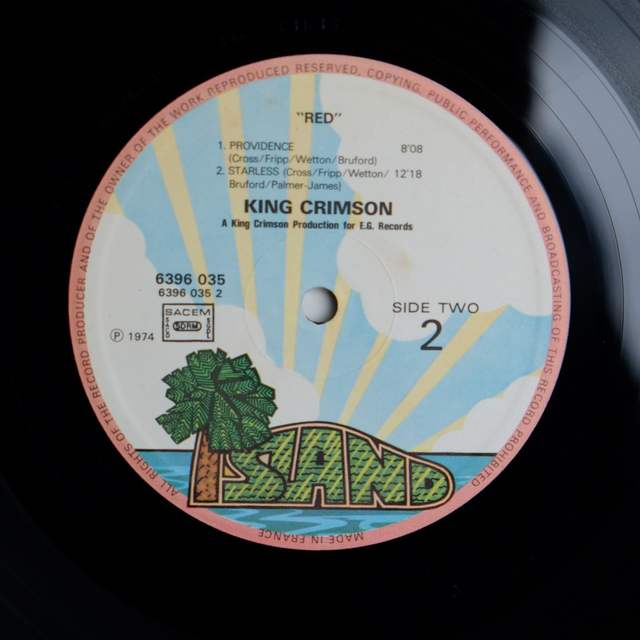 ALL RIGHTS OF THE RECORD PRODUCER AND OF THE OWNER OF THE WORK REPRODUCED RESERVED, COPYING, PUBLIC PERFORMANCE AND BROADCASTING OF THIS RECORD PROHIBITED
"RED"
1. PROVIDENCE 8'08
(Cross/Fripp/Wetton/Bruford)
2. STARLESS (Cross/Fripp/Wetton/ 12'18
Bruford/Palmer-James)
KING CRIMSON
A King Crimson Production for E.G. Records
6396 035
6396 035 2
SACEM
SDRM
SIDE TWO
2
Ⓟ 1974
ISLAND
MADE IN FRANCE